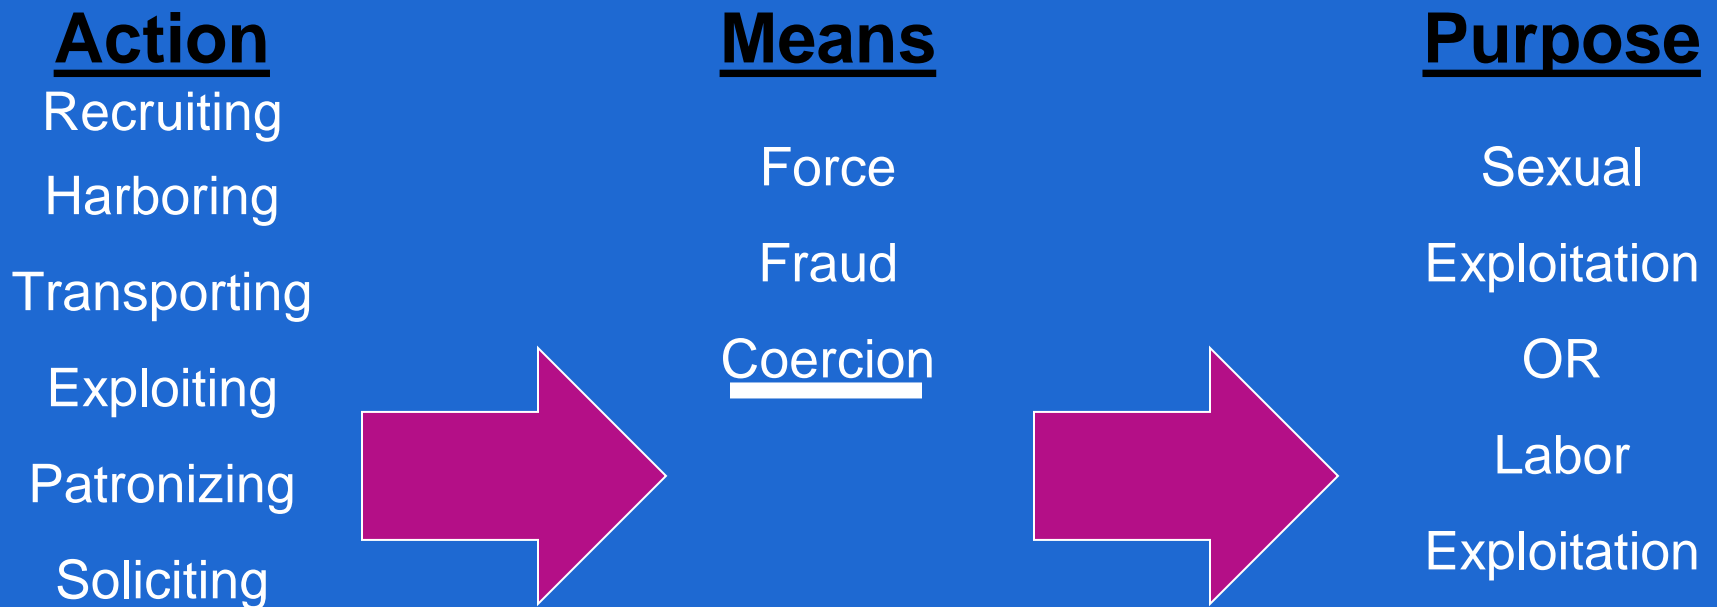 Action
Recruiting
Harboring
Transporting
Exploiting
Patronizing
Soliciting
Means
Force
Fraud
Coercion
Purpose
Sexual
Exploitation
OR
Labor
Exploitation